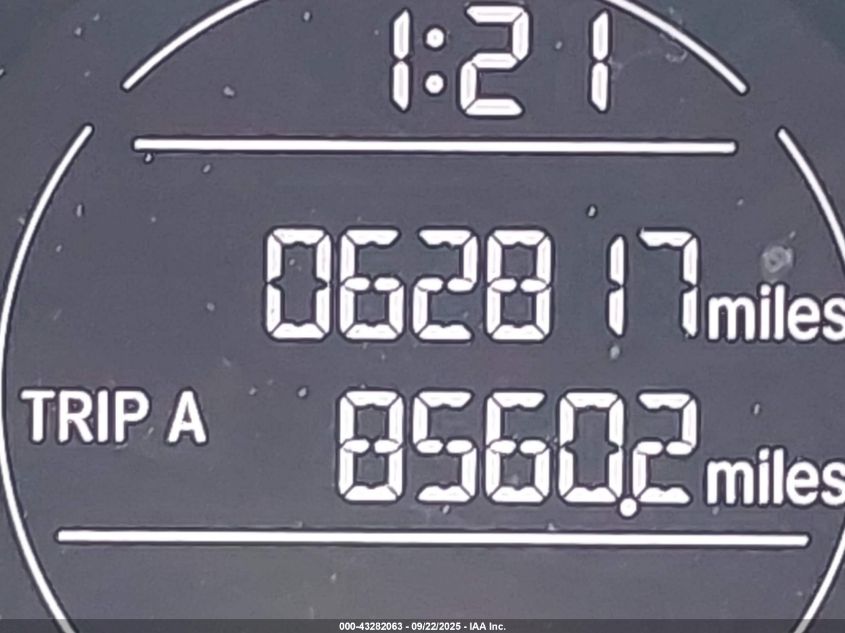 1:21
062817 miles
TRIP A 8560.2 miles
000-43282063 - 09/22/2025 - IAA Inc.